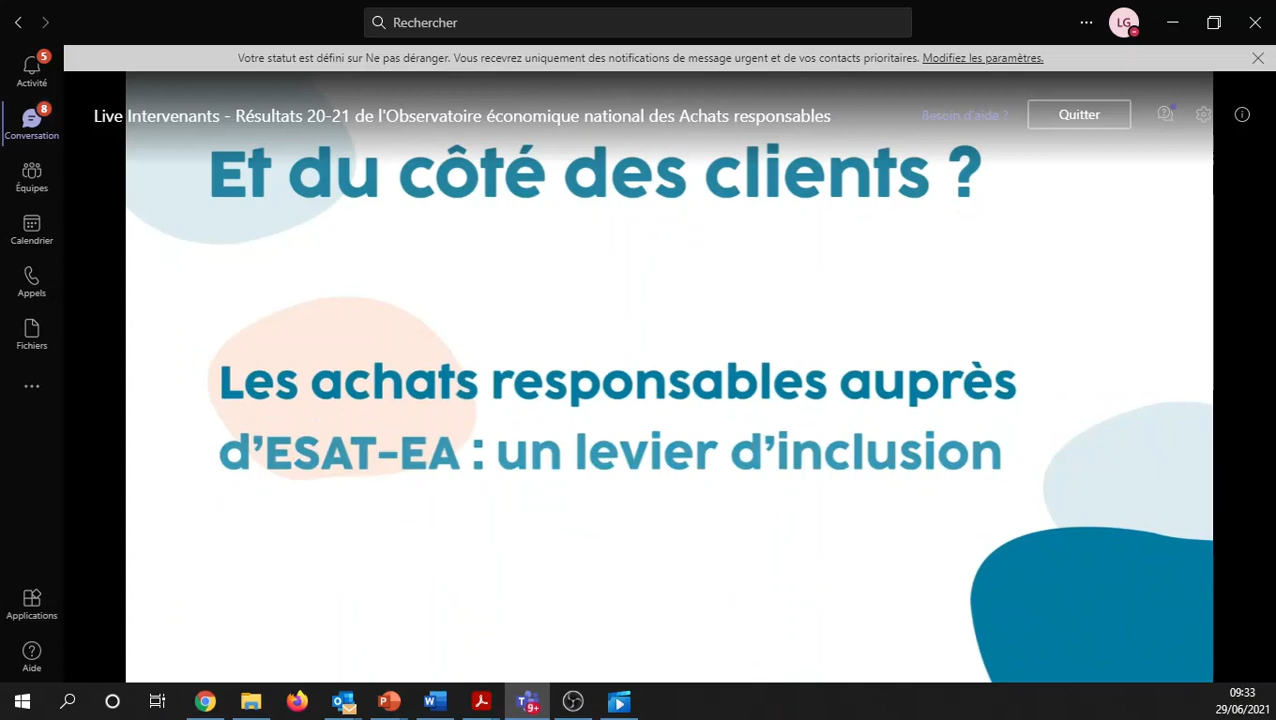 Rechercher
LG
Votre statut est défini sur Ne pas déranger. Vous recevrez uniquement des notifications de message urgent et de vos contacts prioritaires. Modifiez les paramètres.
5
Activité
8
Conversation
Équipes
Calendrier
Appels
Fichiers
Live Intervenants - Résultats 20-21 de l'Observatoire économique national des Achats responsables
Besoin d'aide ?
Quitter
Et du côté des clients ?
Les achats responsables auprès
d'ESAT-EA : un levier d'inclusion
Applications
Aide
9+
09:33
29/06/2021